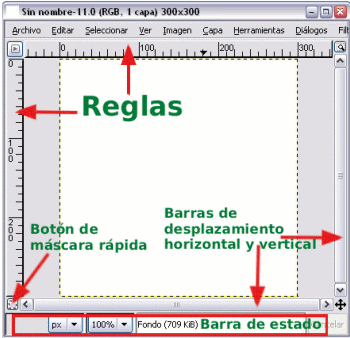 Sin nombre-11.0 (RGB, 1 capa) 300x300
Archivo Editar Seleccionar Ver Imagen Capa Herramientas Diálogos Filt
0 100 200
0
100
200
Reglas
Botón de
máscara rápida
Barras de
desplazamiento
horizontal y vertical
px 100% Fondo (709 KiB) Barra de estado